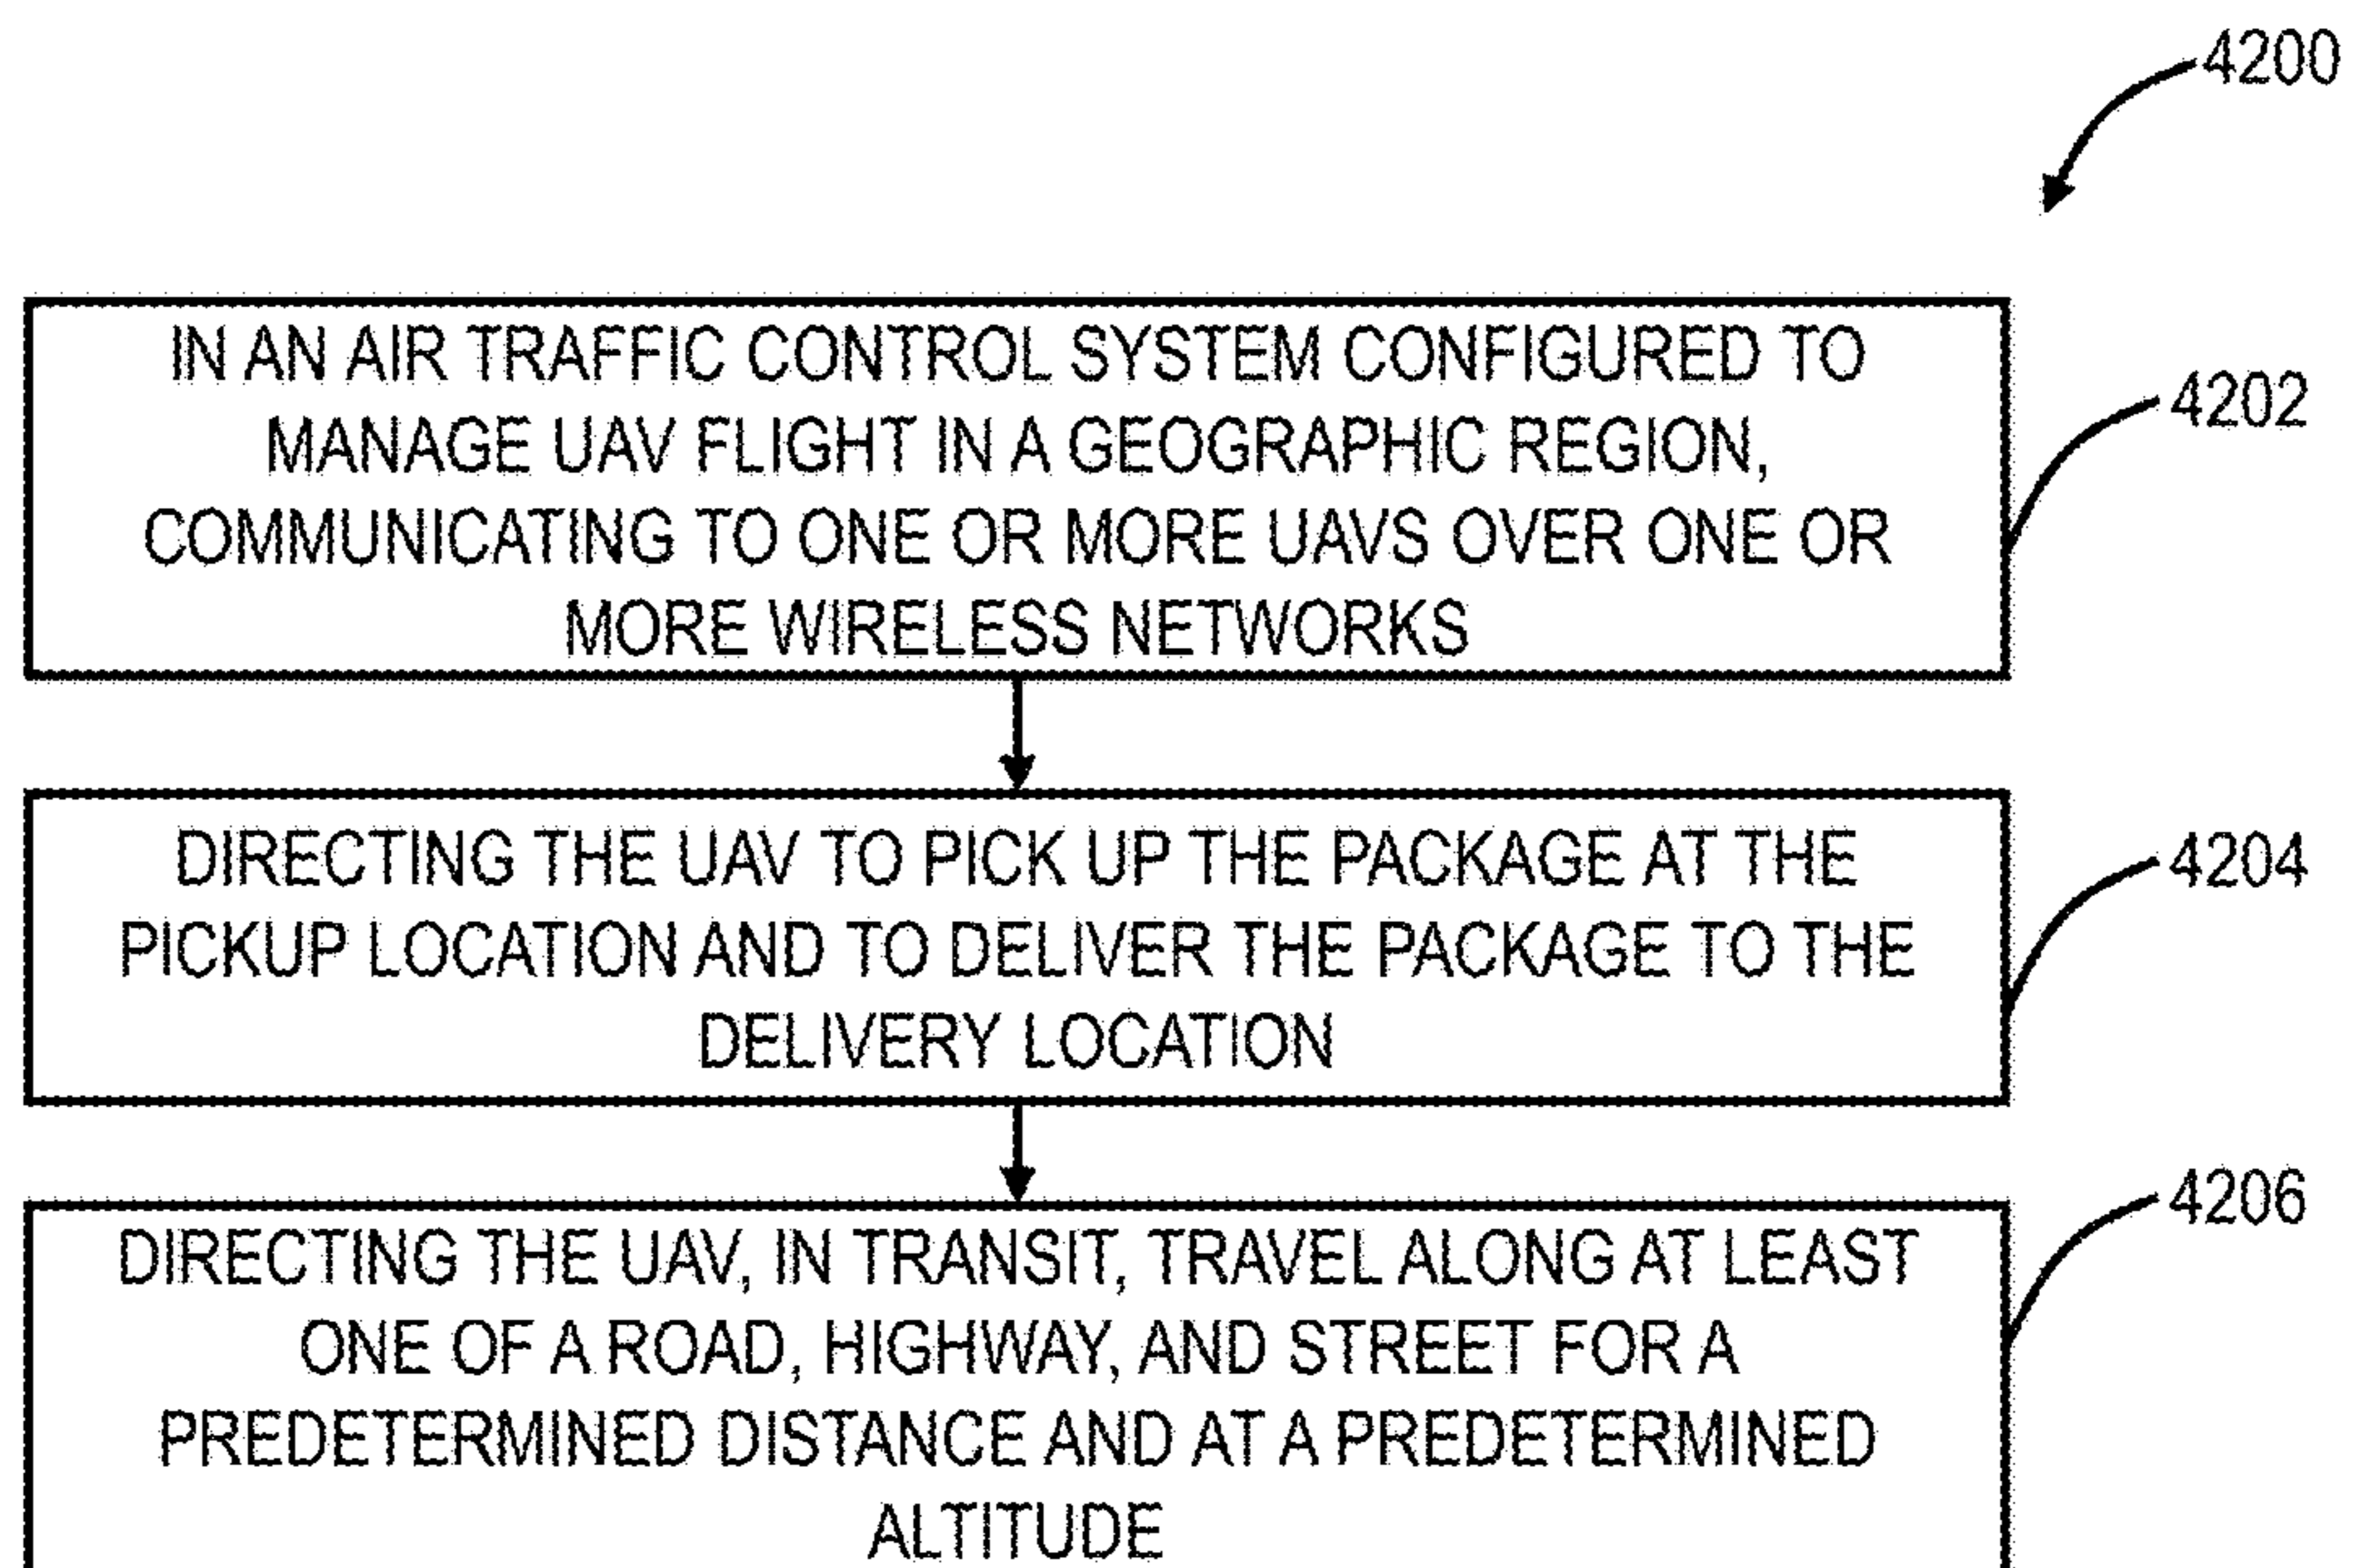 4200
IN AN AIR TRAFFIC CONTROL SYSTEM CONFIGURED TO
MANAGE UAV FLIGHT IN A GEOGRAPHIC REGION,
COMMUNICATING TO ONE OR MORE UAVS OVER ONE OR
MORE WIRELESS NETWORKS
4202
DIRECTING THE UAV TO PICK UP THE PACKAGE AT THE
PICKUP LOCATION AND TO DELIVER THE PACKAGE TO THE
DELIVERY LOCATION
4204
DIRECTING THE UAV, IN TRANSIT, TRAVEL ALONG AT LEAST
ONE OF A ROAD, HIGHWAY, AND STREET FOR A
PREDETERMINED DISTANCE AND AT A PREDETERMINED
ALTITUDE
4206